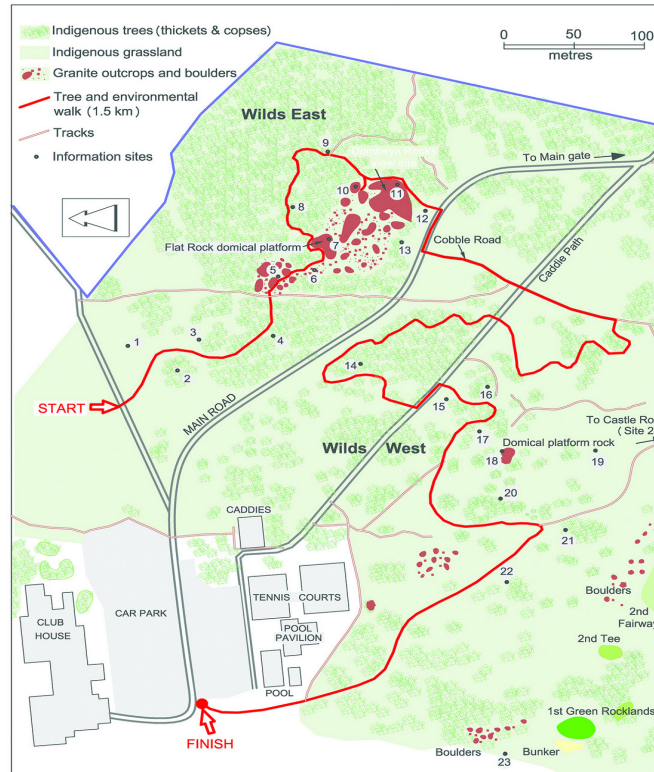 Indigenous trees (thickets & copses)
Indigenous grassland
Granite outcrops and boulders
Tree and environmental
walk (1.5 km)
Tracks
Information sites
0 50 100
metres
Wilds East
To Main gate
9
10
11
8
12
Flat Rock domical platform
7
13
Cobble Road
Caddie Path
5
6
1
3
4
2
14
START
MAIN ROAD
15
16
Wilds West
17
To Castle Ro
(Site 2
Domical platform rock
18
19
20
CADDIES
21
22
CLUB
HOUSE
CAR PARK
TENNIS COURTS
POOL
PAVILION
POOL
Boulders
2nd
Fairway
2nd Tee
FINISH
1st Green Rocklands
Boulders
Bunker
23